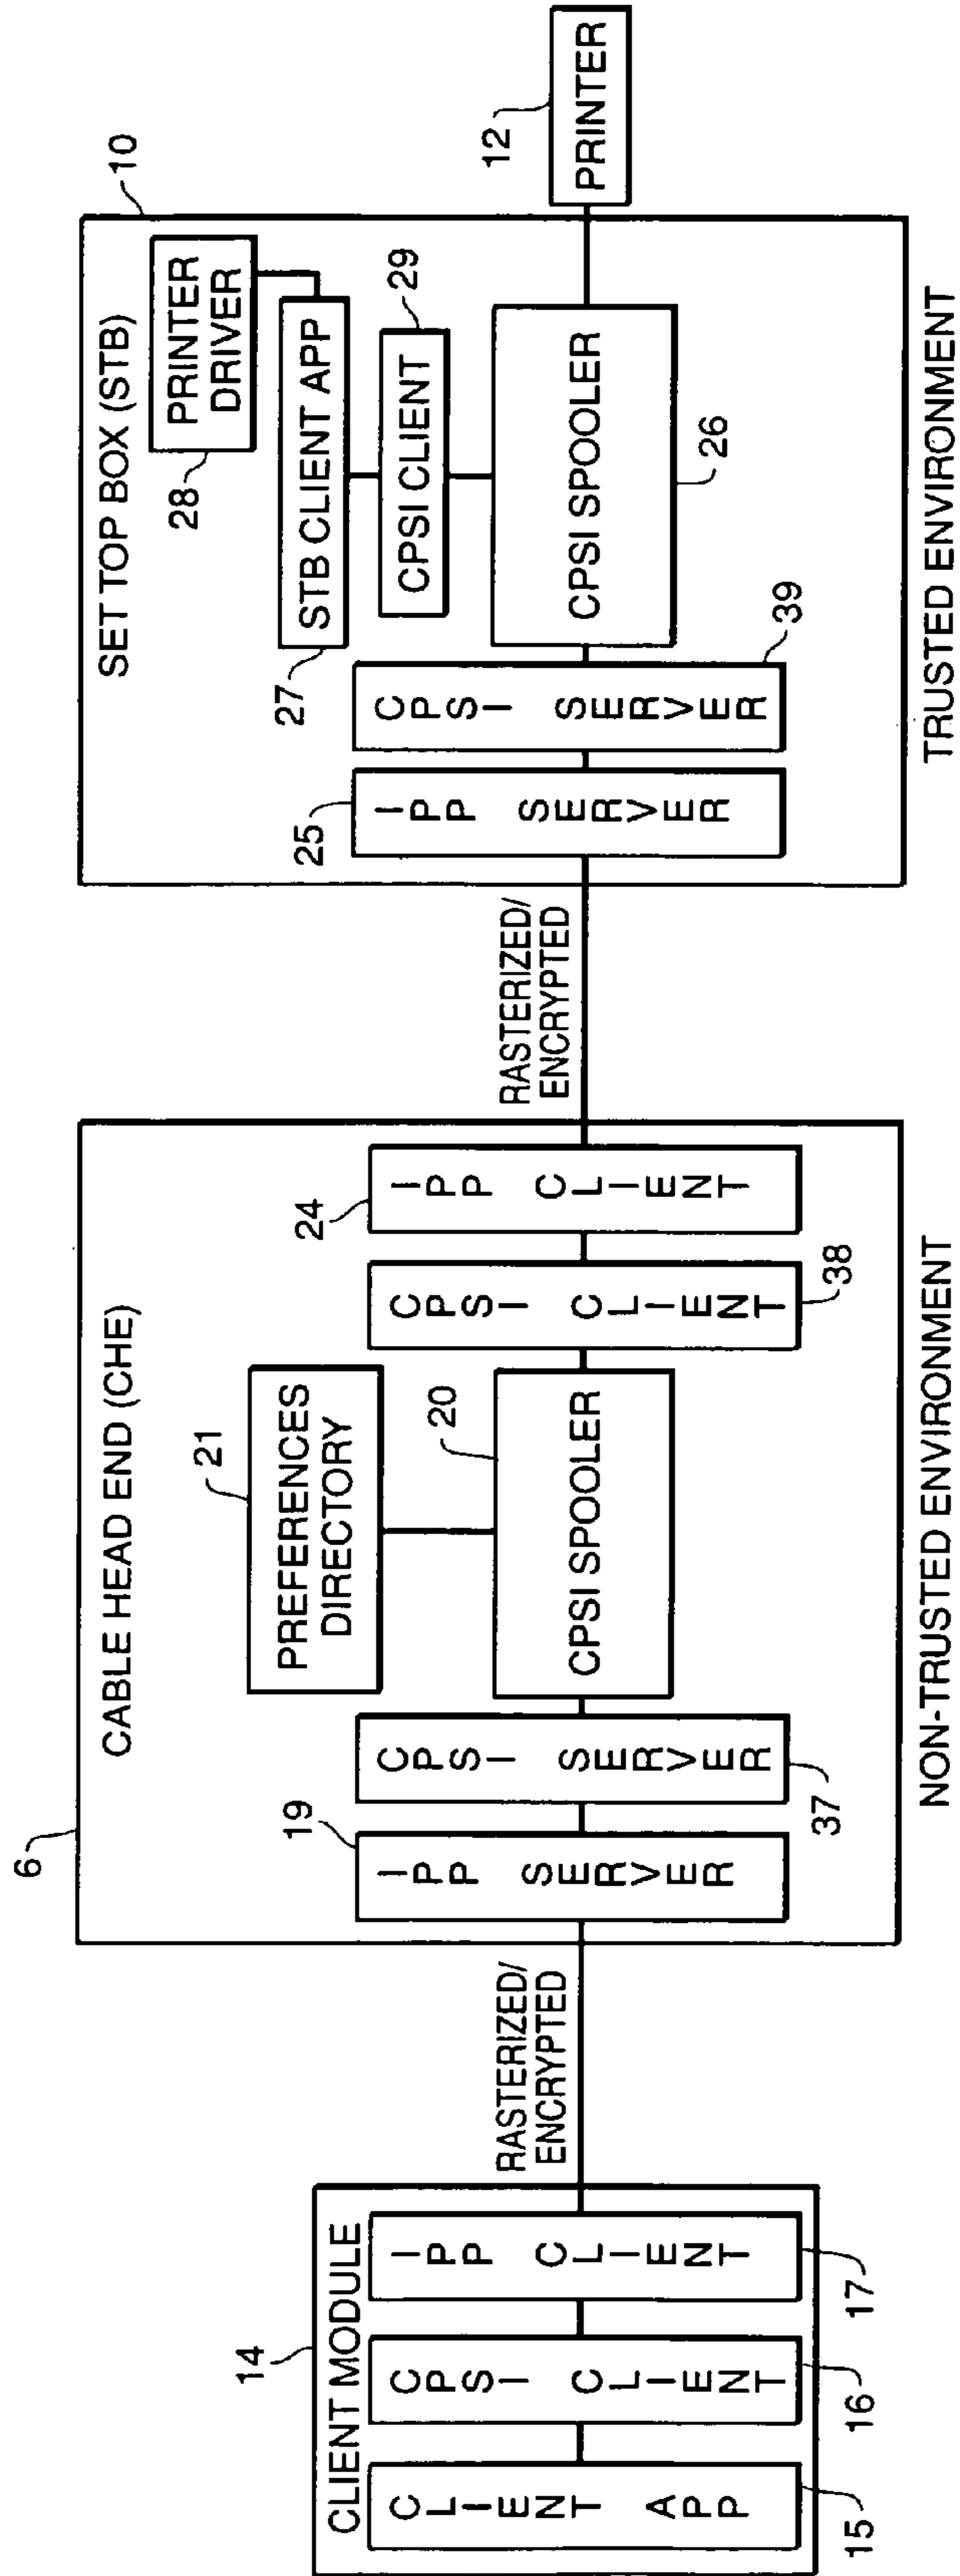 14
CLIENT MODULE
CLIENT APP
15
CPSI CLIENT
16
IPP CLIENT
17
RASTERIZED/
ENCRYPTED
6
CABLE HEAD END (CHE)
19
IPP SERVER
CPSI SERVER
37
21
PREFERENCES
DIRECTORY
20
CPSI SPOOLER
CPSI CLIENT
38
24
IPP CLIENT
NON-TRUSTED ENVIRONMENT
RASTERIZED/
ENCRYPTED
10
SET TOP BOX (STB)
25
IPP SERVER
CPSI SERVER
39
28
PRINTER
DRIVER
27
STB CLIENT APP
29
CPSI CLIENT
CPSI SPOOLER
26
TRUSTED ENVIRONMENT
12
PRINTER